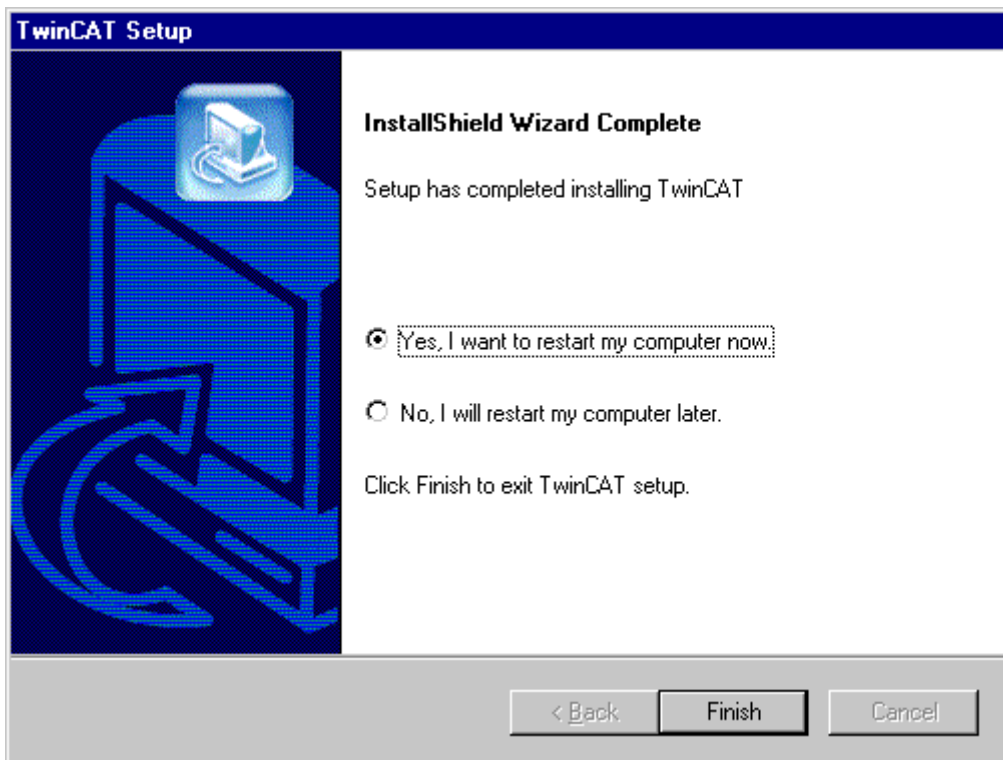 TwinCAT Setup
InstallShield Wizard Complete
Setup has completed installing TwinCAT
Yes, I want to restart my computer now.
No, I will restart my computer later.
Click Finish to exit TwinCAT setup.
< Back Finish Cancel